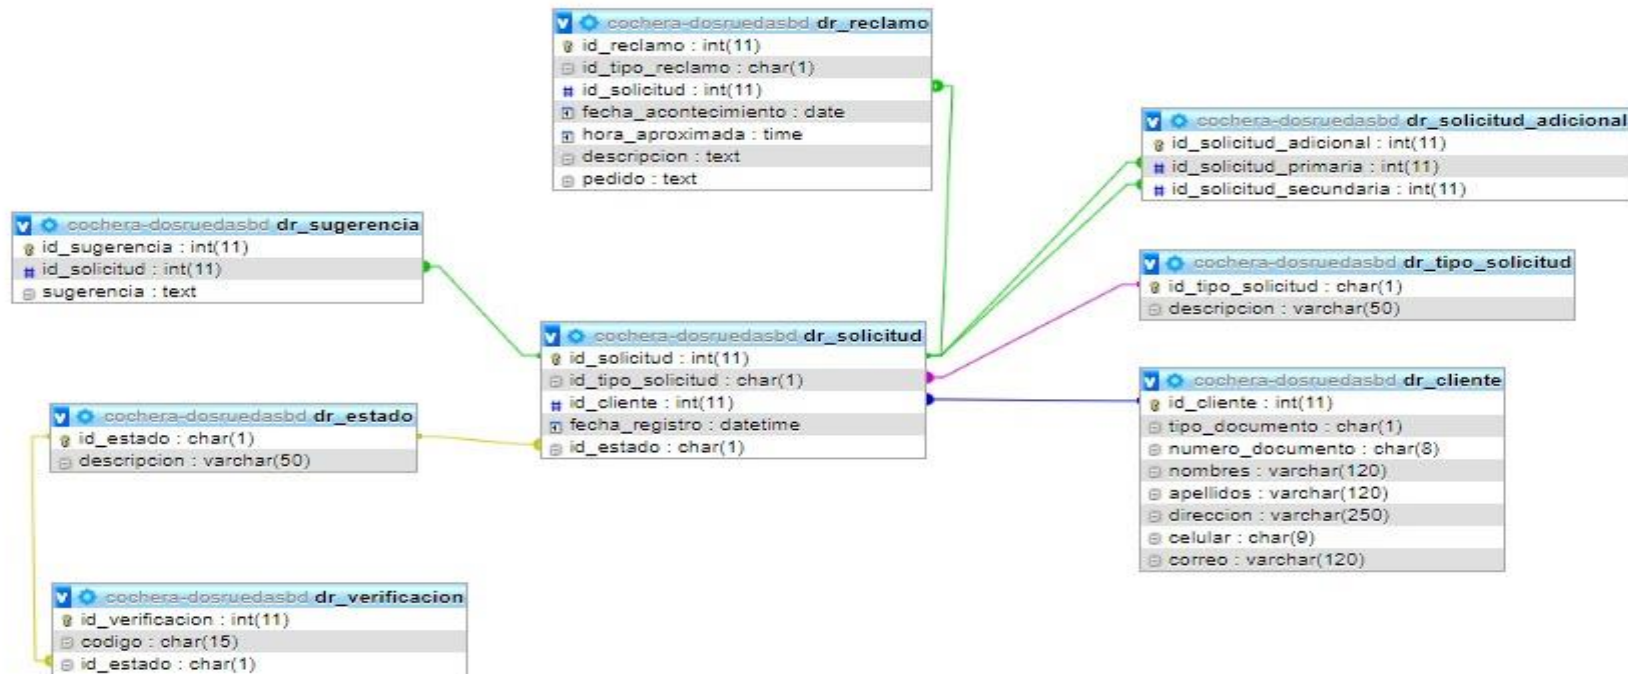 cochera-dosruedasbd dr_reclamo
id_reclamo : int(11)
id_tipo_reclamo : char(1)
id_solicitud : int(11)
fecha_acontecimiento : date
hora_aproximada : time
descripcion : text
pedido : text
cochera-dosruedasbd dr_solicitud_adicional
id_solicitud_adicional : int(11)
id_solicitud_primaria : int(11)
id_solicitud_secundaria : int(11)
cochera-dosruedasbd dr_sugerencia
id_sugerencia : int(11)
id_solicitud : int(11)
sugerencia : text
cochera-dosruedasbd dr_tipo_solicitud
id_tipo_solicitud : char(1)
descripcion : varchar(50)
cochera-dosruedasbd dr_solicitud
id_solicitud : int(11)
id_tipo_solicitud : char(1)
id_cliente : int(11)
fecha_registro : datetime
id_estado : char(1)
cochera-dosruedasbd dr_cliente
id_cliente : int(11)
tipo_documento : char(1)
numero_documento : char(8)
nombres : varchar(120)
apellidos : varchar(120)
direccion : varchar(250)
celular : char(9)
correo : varchar(120)
cochera-dosruedasbd dr_estado
id_estado : char(1)
descripcion : varchar(50)
cochera-dosruedasbd dr_verificacion
id_verificacion : int(11)
codigo : char(15)
id_estado : char(1)